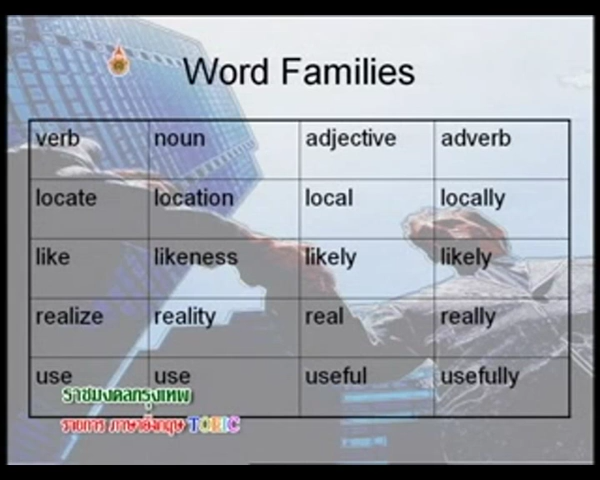 Word Families
verb noun adjective adverb
locate location local locally
like likeness likely likely
realize reality real really
use use useful usefully
ราชมงคลกรุงเทพ
รายการ ภาษาอังกฤษ TOEIC